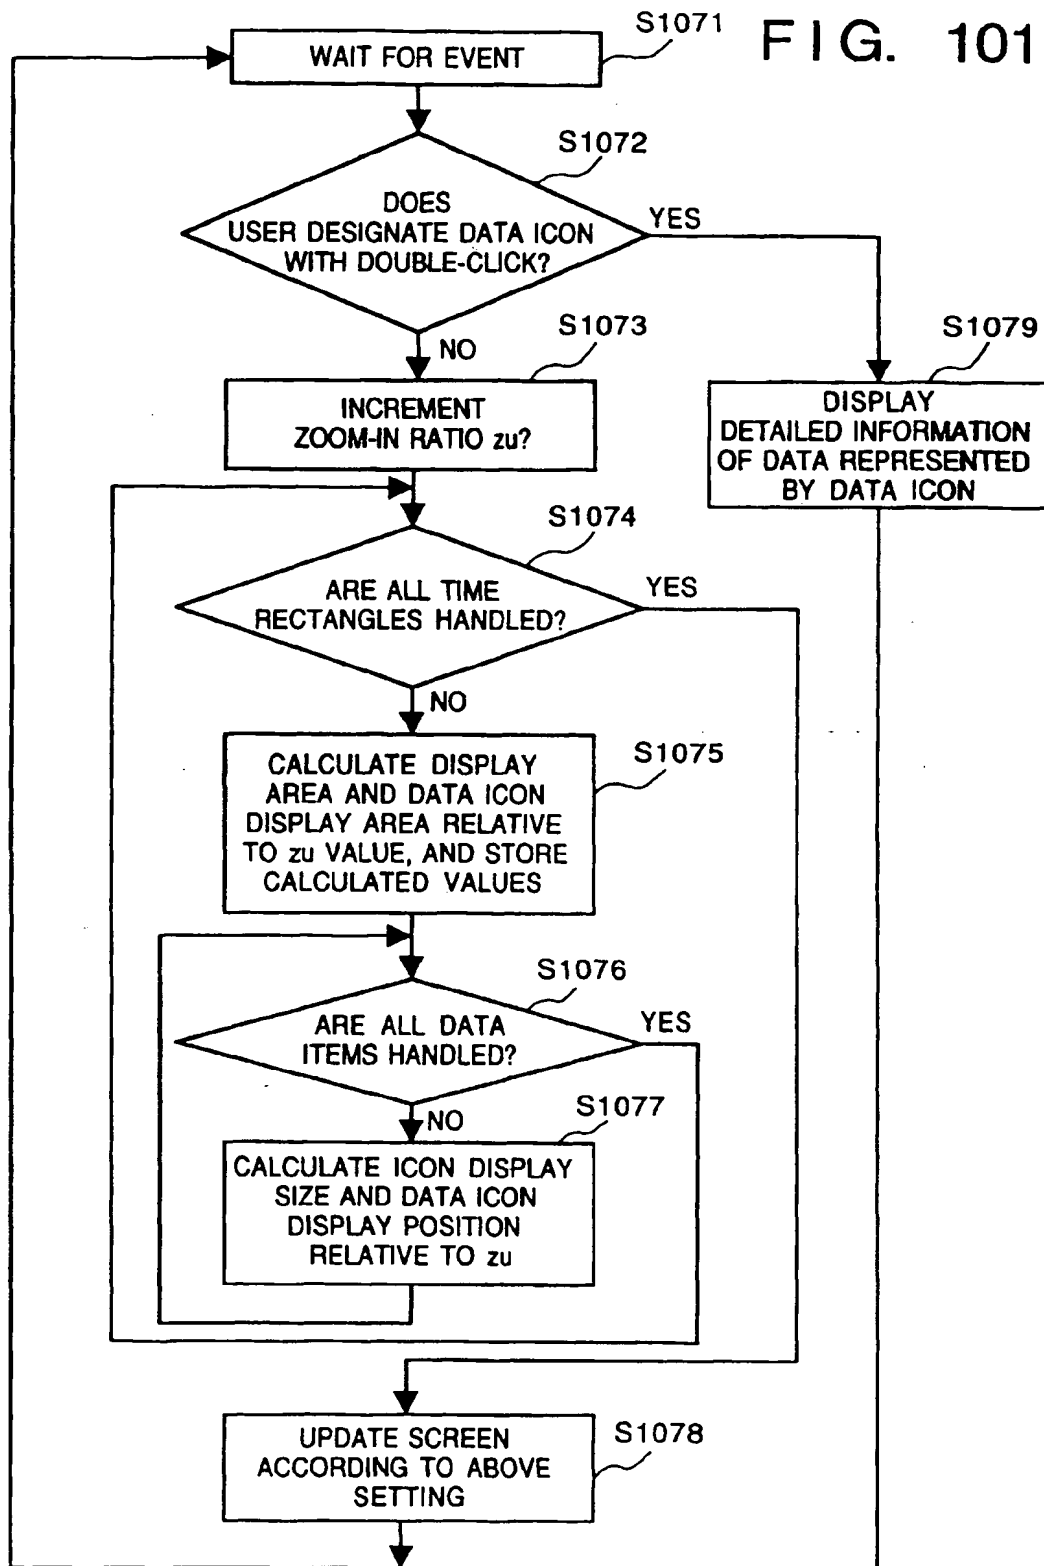 FIG. 101
S1071
WAIT FOR EVENT
S1072
DOES
USER DESIGNATE DATA ICON
WITH DOUBLE-CLICK?
YES
NO
S1073
INCREMENT
ZOOM-IN RATIO zu?
S1079
DISPLAY
DETAILED INFORMATION
OF DATA REPRESENTED
BY DATA ICON
S1074
ARE ALL TIME
RECTANGLES HANDLED?
YES
NO
S1075
CALCULATE DISPLAY
AREA AND DATA ICON
DISPLAY AREA RELATIVE
TO zu VALUE, AND STORE
CALCULATED VALUES
S1076
ARE ALL DATA
ITEMS HANDLED?
YES
NO
S1077
CALCULATE ICON DISPLAY
SIZE AND DATA ICON
DISPLAY POSITION
RELATIVE TO zu
S1078
UPDATE SCREEN
ACCORDING TO ABOVE
SETTING